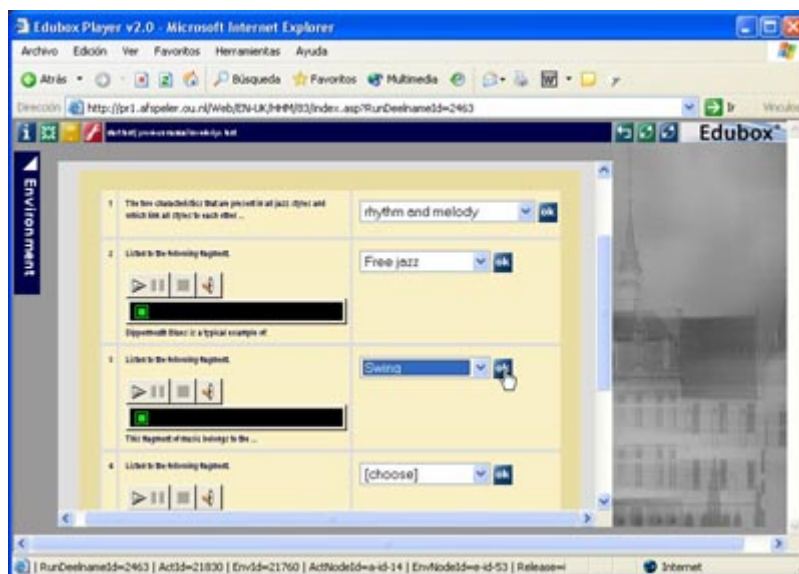 Edubox Player v2.0 - Microsoft Internet Explorer
Archivo Edición Ver Favoritos Herramientas Ayuda
Atrás Búsqueda Favoritos Multimedia
Dirección http://pr1.afspeler.ou.nl/Web/EN-UK/HHM/83/index.asp?RunDeelnameId=2463 Ir Vínculos
Edubox
Environment
1 The two characteristics that are present in all jazz styles and
which link all styles to each other ...
rhythm and melody ok
2 Listen to the following fragment.
Free jazz ok
Dippermouth Blues is a typical example of:
3 Listen to the following fragment.
Swing ok
This fragment of music belongs to the ...
4 Listen to the following fragment.
[choose] ok
| RunDeelnameId=2463 | ActId=21830 | EnvId=21760 | ActNodeId=a-id-14 | EnvNodeId=e-id-53 | Release= Internet